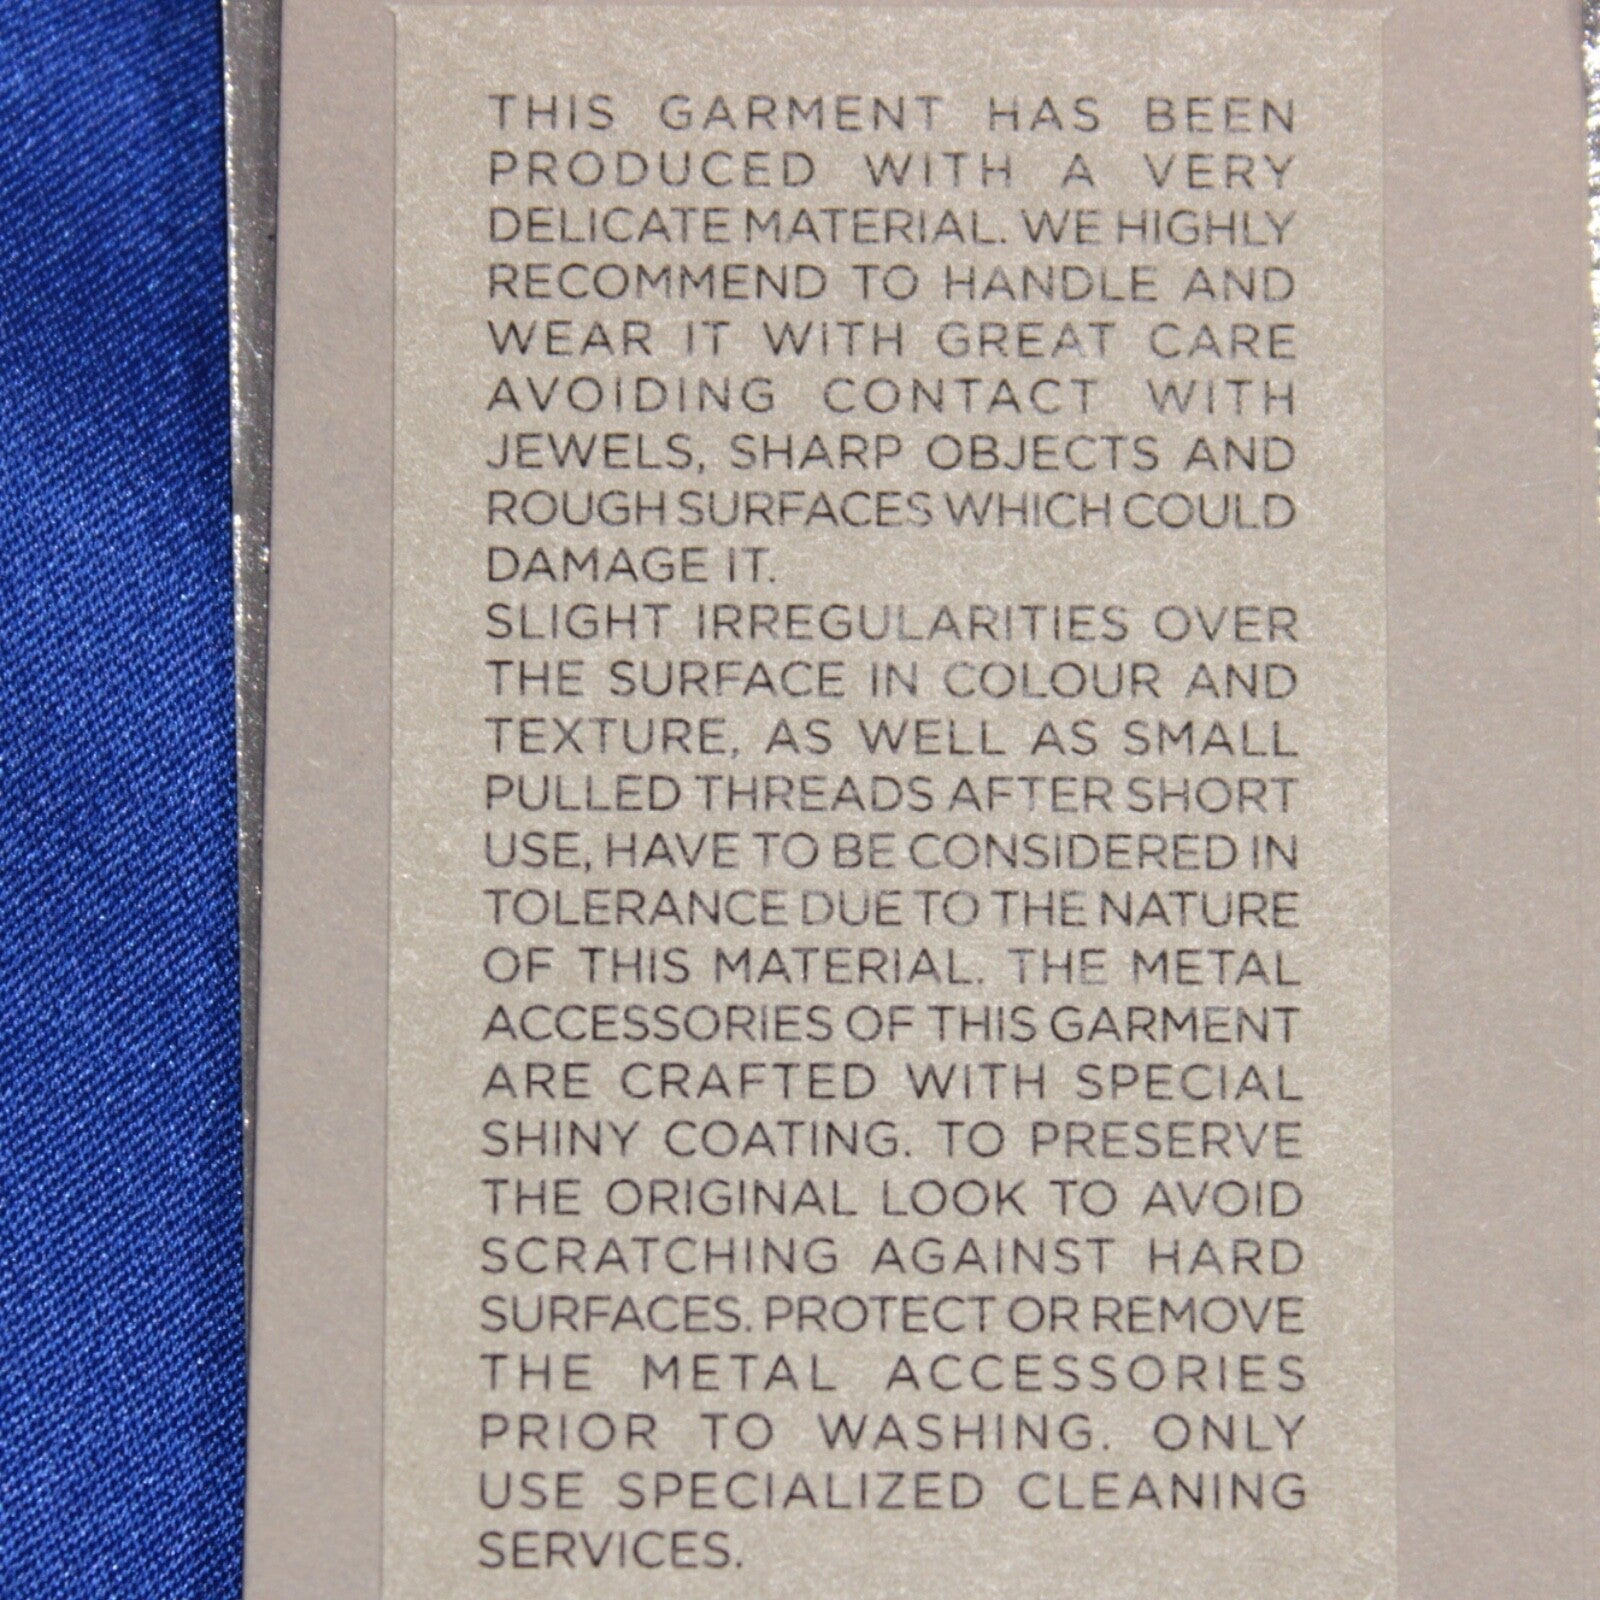 THIS GARMENT HAS BEEN
PRODUCED WITH A VERY
DELICATE MATERIAL. WE HIGHLY
RECOMMEND TO HANDLE AND
WEAR IT WITH GREAT CARE
AVOIDING CONTACT WITH
JEWELS, SHARP OBJECTS AND
ROUGH SURFACES WHICH COULD
DAMAGE IT.
SLIGHT IRREGULARITIES OVER
THE SURFACE IN COLOUR AND
TEXTURE, AS WELL AS SMALL
PULLED THREADS AFTER SHORT
USE, HAVE TO BE CONSIDERED IN
TOLERANCE DUE TO THE NATURE
OF THIS MATERIAL. THE METAL
ACCESSORIES OF THIS GARMENT
ARE CRAFTED WITH SPECIAL
SHINY COATING. TO PRESERVE
THE ORIGINAL LOOK TO AVOID
SCRATCHING AGAINST HARD
SURFACES. PROTECT OR REMOVE
THE METAL ACCESSORIES
PRIOR TO WASHING. ONLY
USE SPECIALIZED CLEANING
SERVICES.